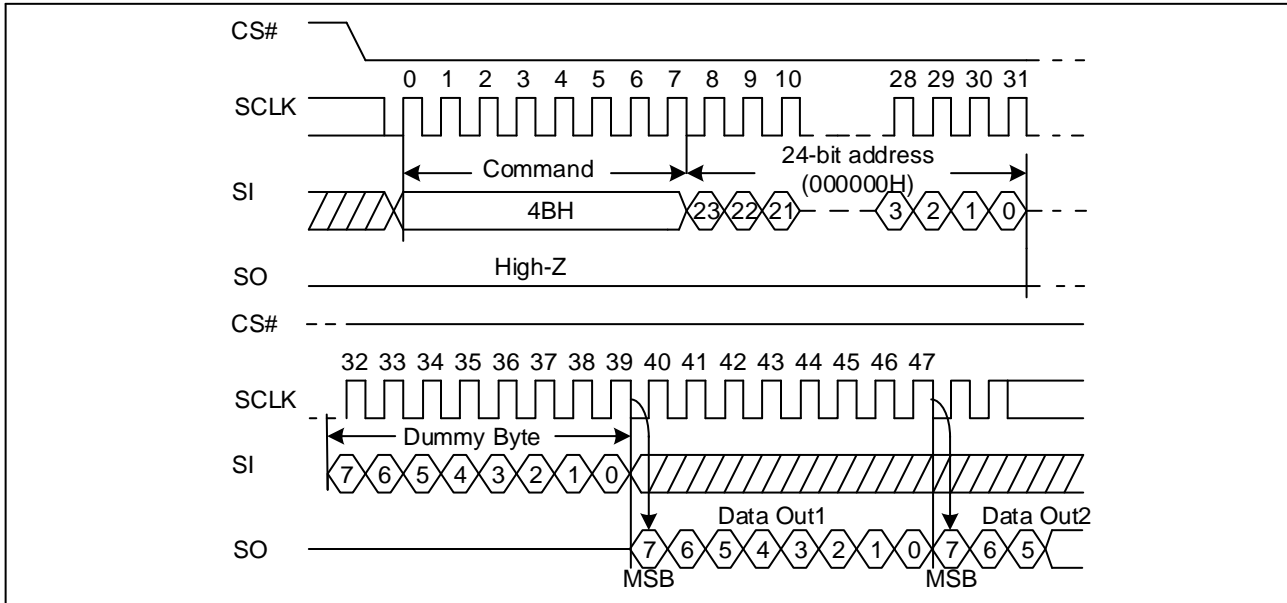 CS#
0 1 2 3 4 5 6 7 8 9 10 28 29 30 31
SCLK
Command
24-bit address
(000000H)
SI
4BH
23 22 21 3 2 1 0
High-Z
SO
CS#
32 33 34 35 36 37 38 39 40 41 42 43 44 45 46 47
SCLK
Dummy Byte
SI
7 6 5 4 3 2 1 0
Data Out1 Data Out2
SO
7 6 5 4 3 2 1 0 7 6 5
MSB MSB